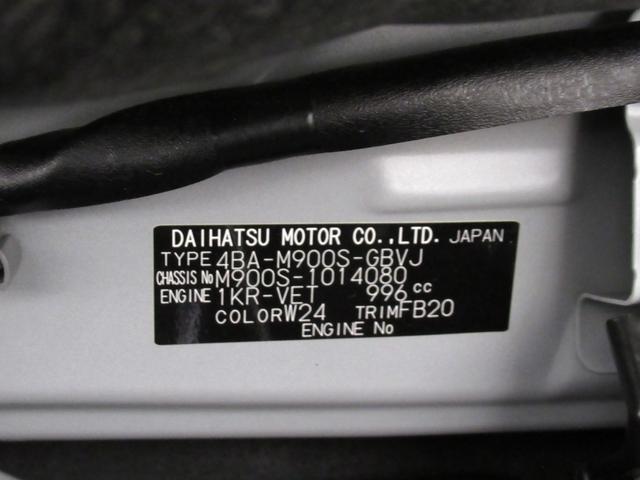 DAIHATSU MOTOR CO.,LTD. JAPAN
TYPE 4BA-M900S-GBVJ
CHASSIS No M900S-1014080
ENGINE 1KR-VET 996 cc
COLOR W24 TRIM FB20
ENGINE No